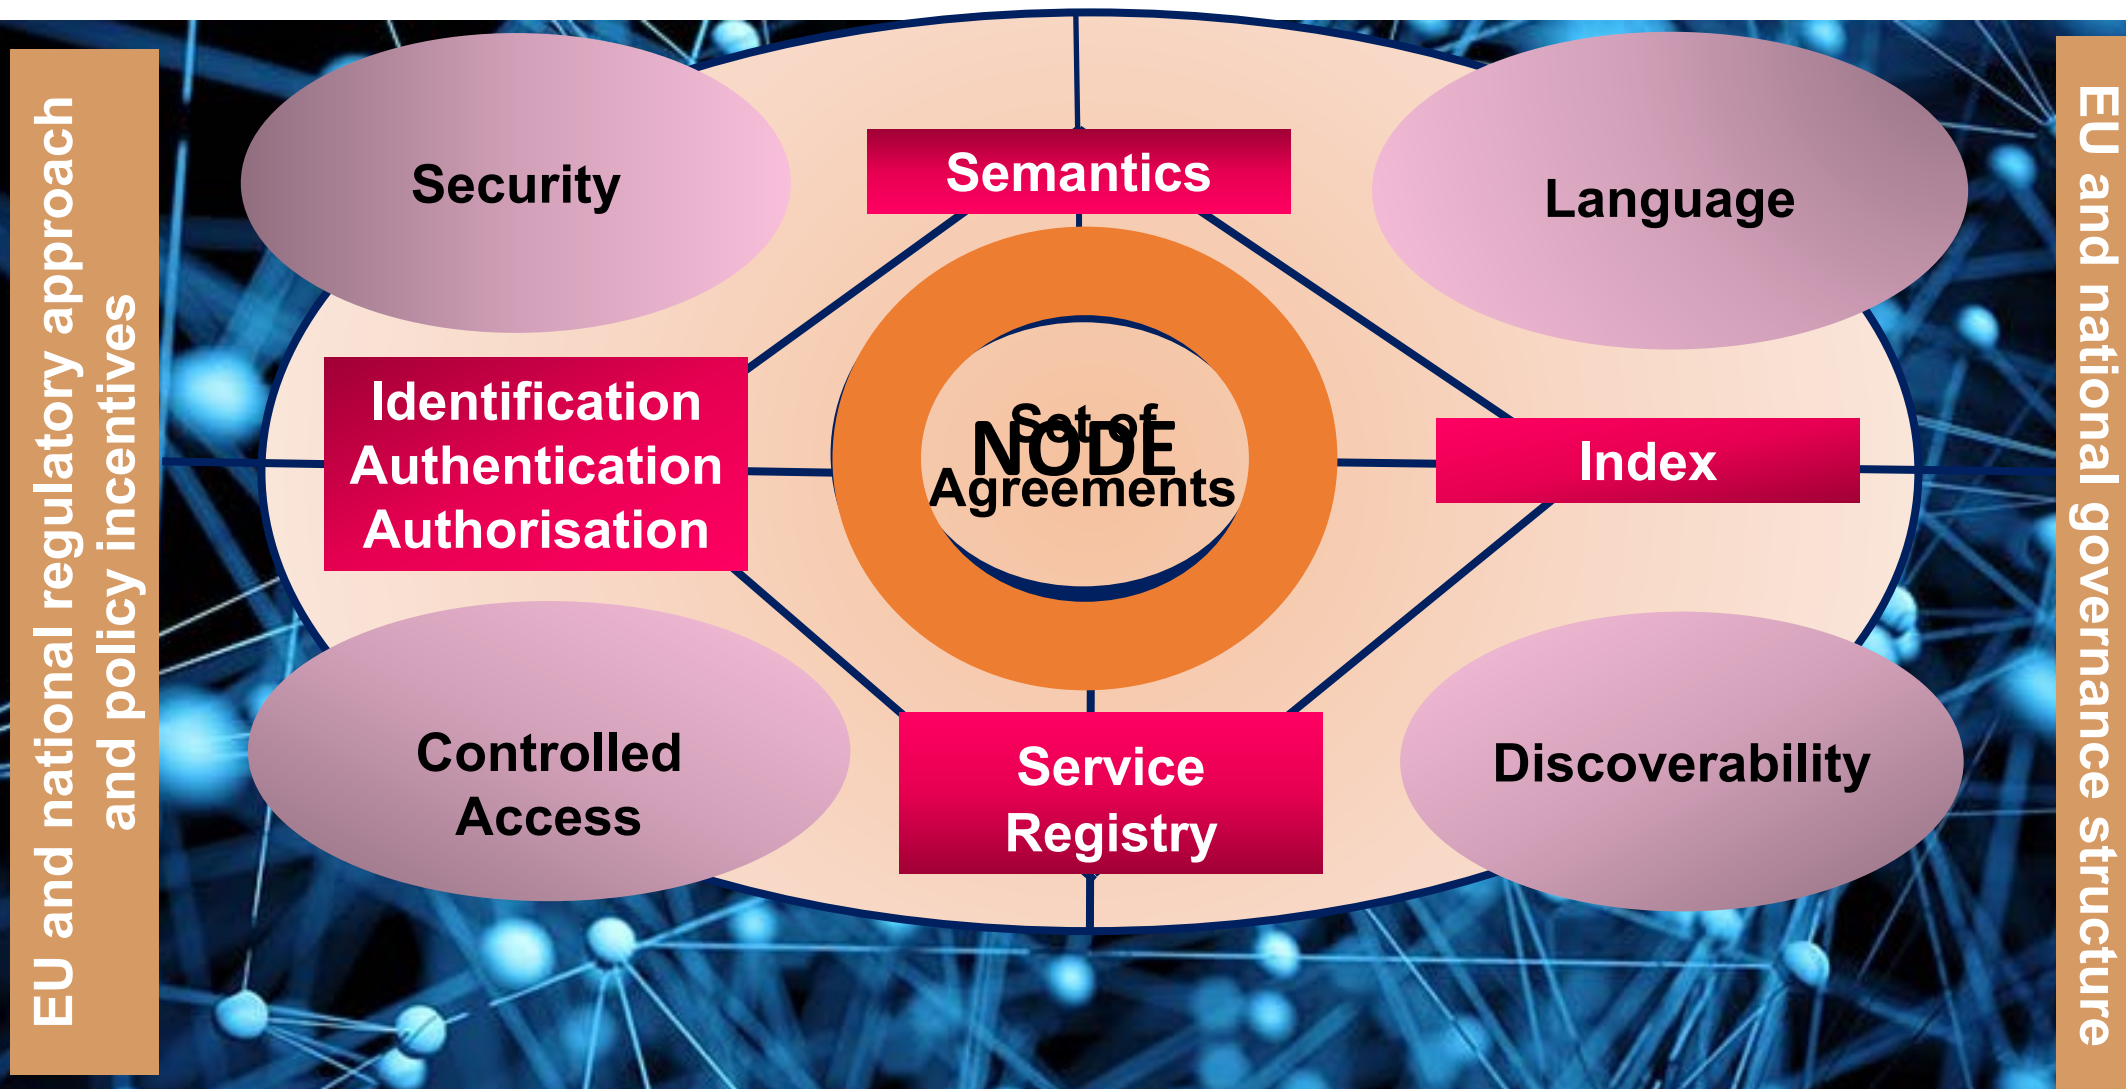 EU and national regulatory approach
and policy incentives
Security
Semantics
Language
Identification
Authentication
Authorisation
Set of
NODE
Agreements
Index
Controlled
Access
Service
Registry
Discoverability
EU and national governance structure